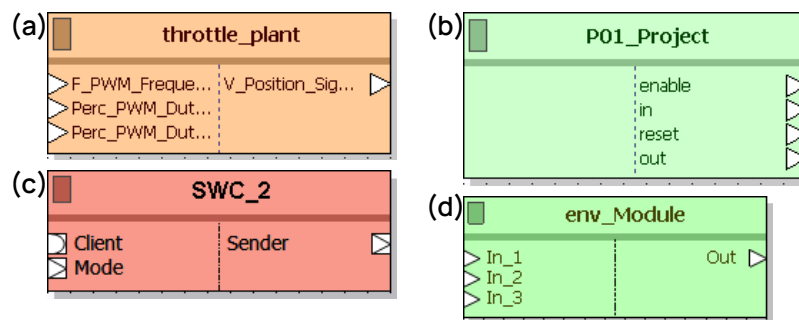 (a)
throttle_plant
F_PWM_Freque... V_Position_Sig...
Perc_PWM_Dut...
Perc_PWM_Dut...
(b)
P01_Project
enable
in
reset
out
(c)
SWC_2
Client Sender
Mode
(d)
env_Module
In_1 Out
In_2
In_3